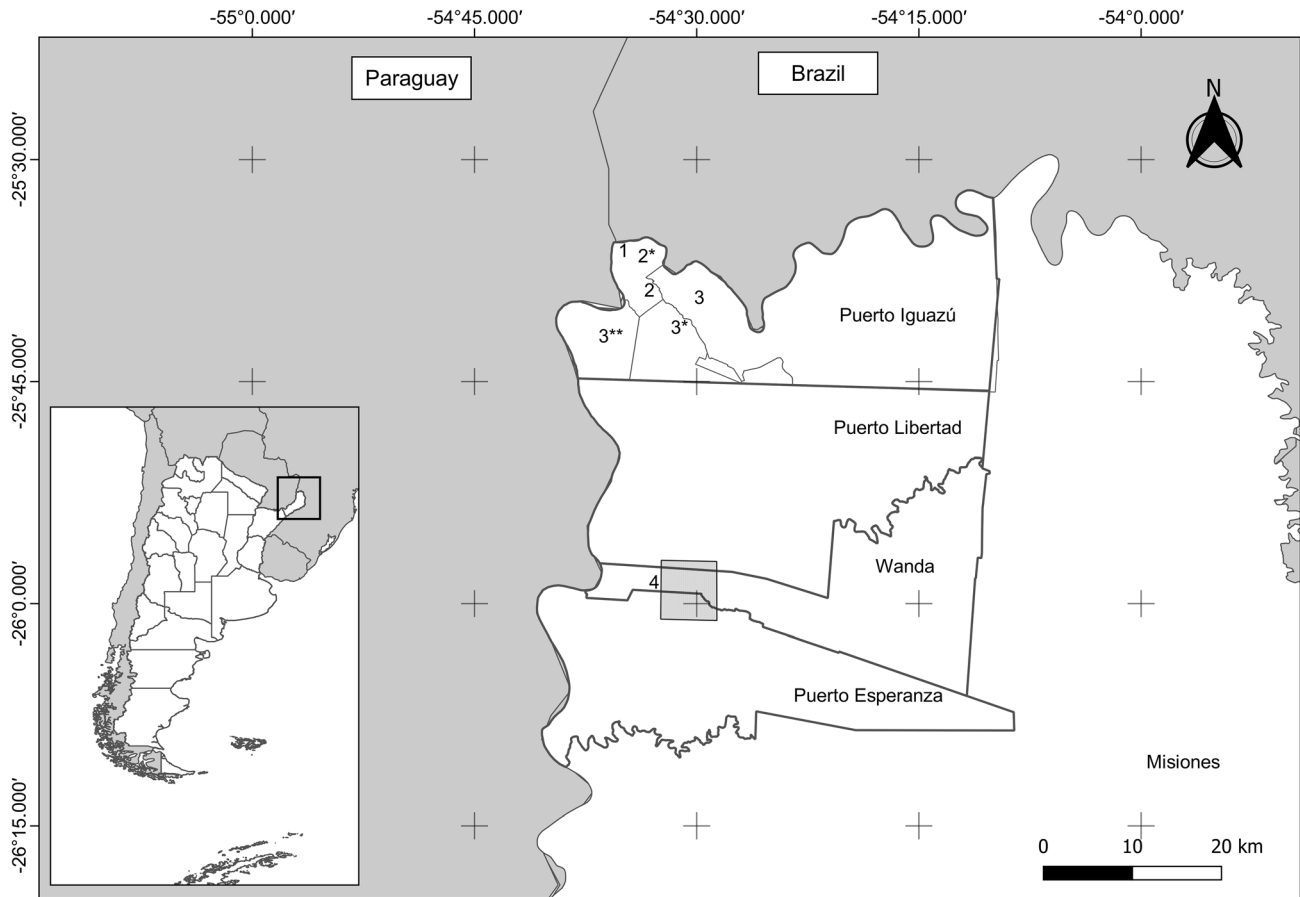 -55°0.000′
-54°45.000′
-54°30.000′
-54°15.000′
-54°0.000′
Paraguay
Brazil
N
-25°30.000′
1
2*
2
3
3*
3**
Puerto Iguazú
-25°45.000′
Puerto Libertad
Wanda
4
-26°0.000′
Puerto Esperanza
Misiones
-26°15.000′
0 10 20 km